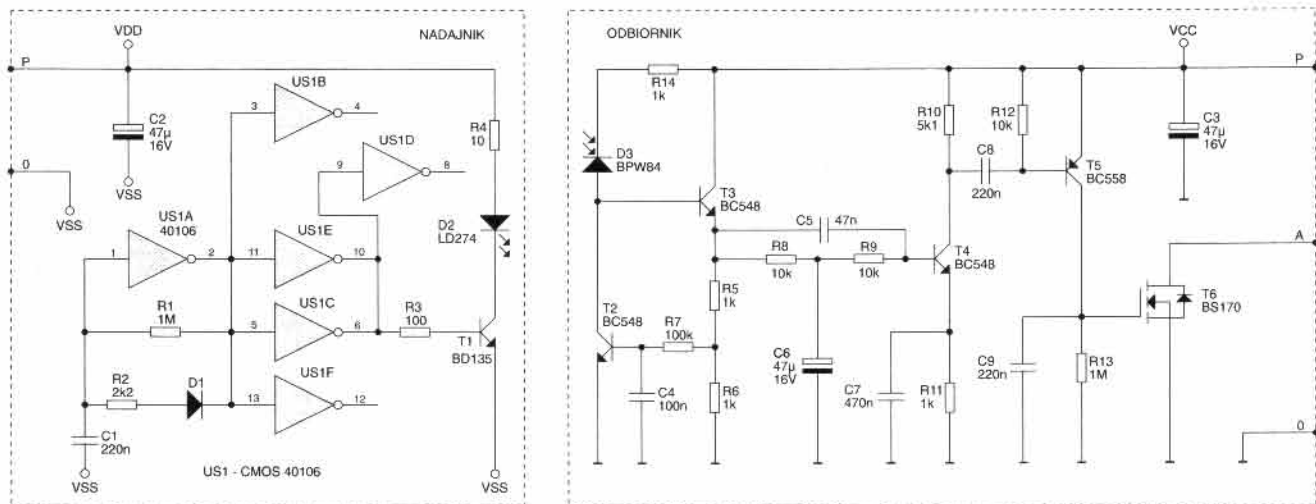 NADAJNIK
VDD
P
C2
47µ
16V
VSS
0
VSS
US1B
3
4
US1D
9
8
R4
10
D2
LD274
US1A
40106
1
2
US1E
11
10
R1
1M
US1C
5
6
R3
100
T1
BD135
R2
2k2
D1
US1F
13
12
C1
220n
VSS
US1 - CMOS 40106
VSS
ODBIORNIK
VCC
P
R14
1k
D3
BPW84
T3
BC548
R10
5k1
R12
10k
C8
220n
T5
BC558
C3
47µ
16V
C5
47n
R8
10k
R9
10k
T4
BC548
A
T6
BS170
R5
1k
T2
BC548
R7
100k
C4
100n
R6
1k
C6
47µ
16V
C7
470n
R11
1k
C9
220n
R13
1M
0